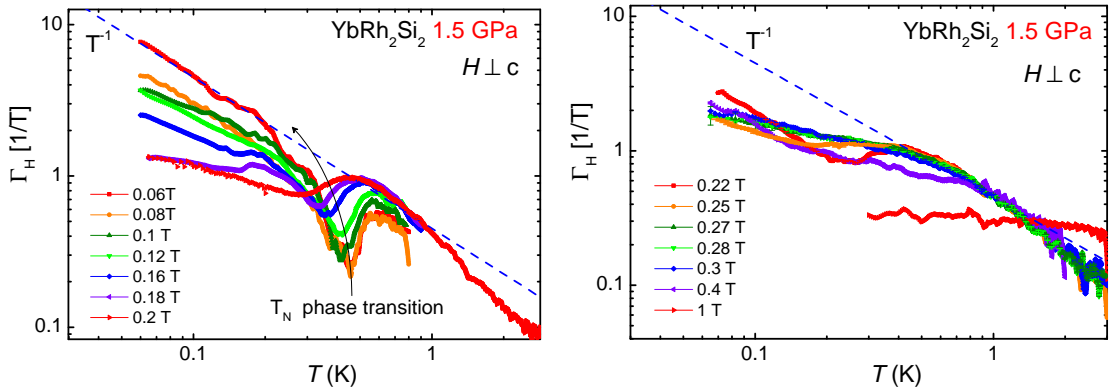 10
1
0.1
Γ_H [1/T]
T^-1
YbRh₂Si₂ 1.5 GPa
H ⊥ c
0.06T
0.08T
0.1 T
0.12 T
0.16 T
0.18 T
0.2 T
T_N phase transition
0.1
1
T (K)
10
1
0.1
Γ_H [1/T]
T^-1
YbRh₂Si₂ 1.5 GPa
H ⊥ c
0.22 T
0.25 T
0.27 T
0.28 T
0.3 T
0.4 T
1 T
0.1
1
T (K)